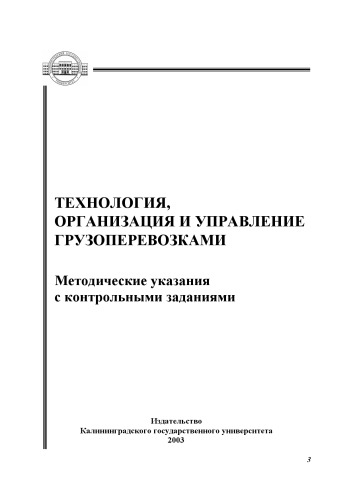 ТЕХНОЛОГИЯ,
ОРГАНИЗАЦИЯ И УПРАВЛЕНИЕ
ГРУЗОПЕРЕВОЗКАМИ
Методические указания
с контрольными заданиями
Издательство
Калининградского государственного университета
2003
3